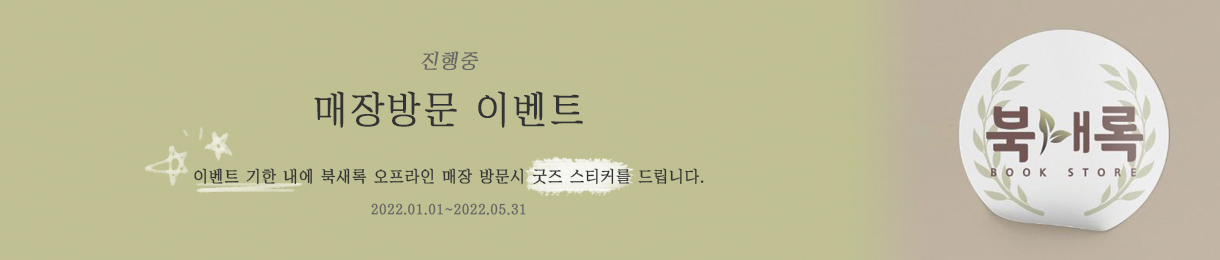 진행중
매장방문 이벤트
이벤트 기한 내에 북새록 오프라인 매장 방문시 굿즈 스티커를 드립니다.
2022.01.01~2022.05.31
북새록
BOOK STORE